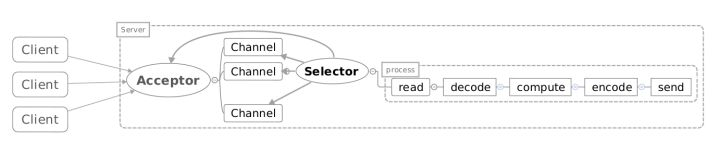 Server
Client
Client
Client
Acceptor
Channel
Channel
Channel
Selector
process
read
decode
compute
encode
send